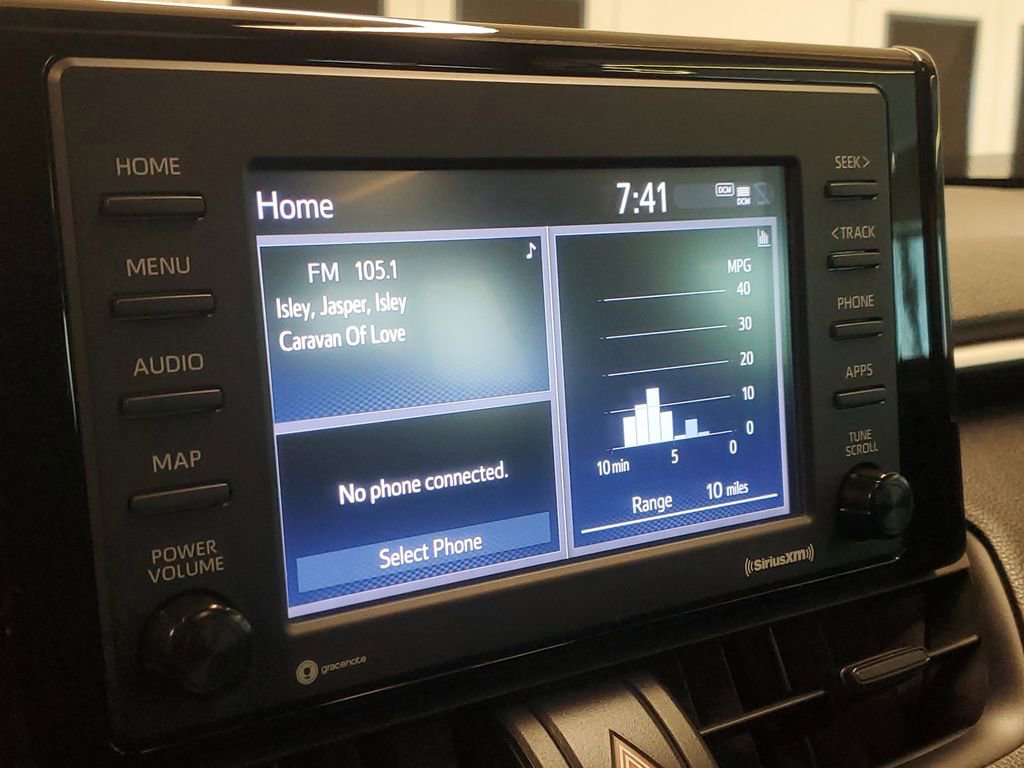 HOME
MENU
AUDIO
MAP
POWER
VOLUME
Home
7:41
DCM
DCM
FM 105.1
Isley, Jasper, Isley
Caravan Of Love
No phone connected.
Select Phone
MPG
40
30
20
10
0
10 min
5
0
Range 10 miles
SEEK>
<TRACK
PHONE
APPS
TUNE
SCROLL
((SiriusXM))
gracenote